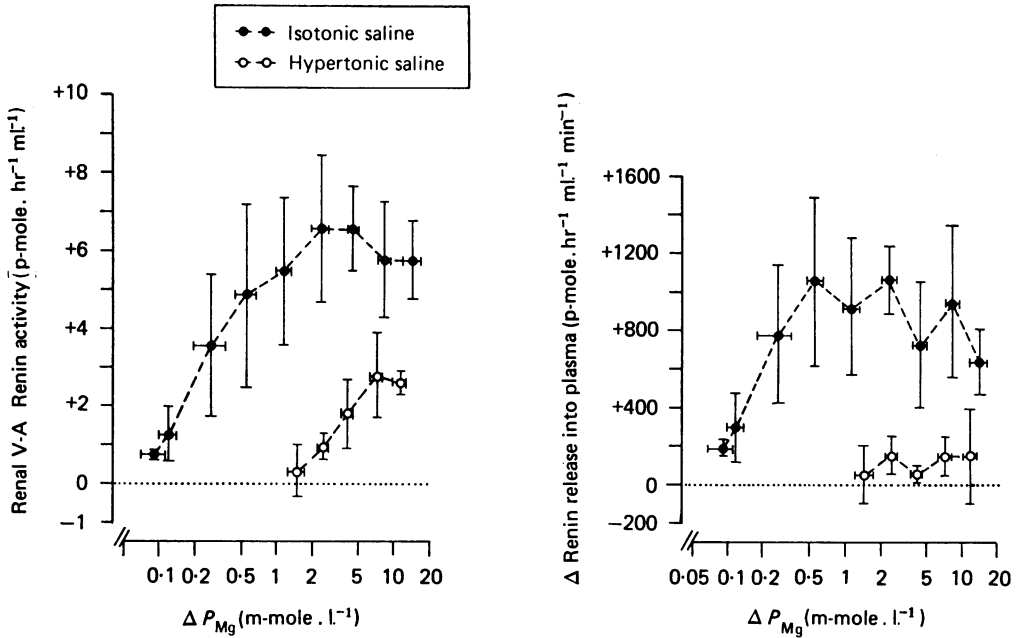 Isotonic saline
Hypertonic saline
Renal V-A Renin activity (p-mole. hr⁻¹ ml.⁻¹)
+10
+8
+6
+4
+2
0
−1
0·1 0·2 0·5 1 2 5 10 20
Δ P_Mg (m-mole . l.⁻¹)
Δ Renin release into plasma (p-mole. hr⁻¹ ml.⁻¹ min⁻¹)
+1600
+1200
+800
+400
0
−200
0·05 0·1 0·2 0·5 1 2 5 10 20
Δ P_Mg (m-mole . l.⁻¹)